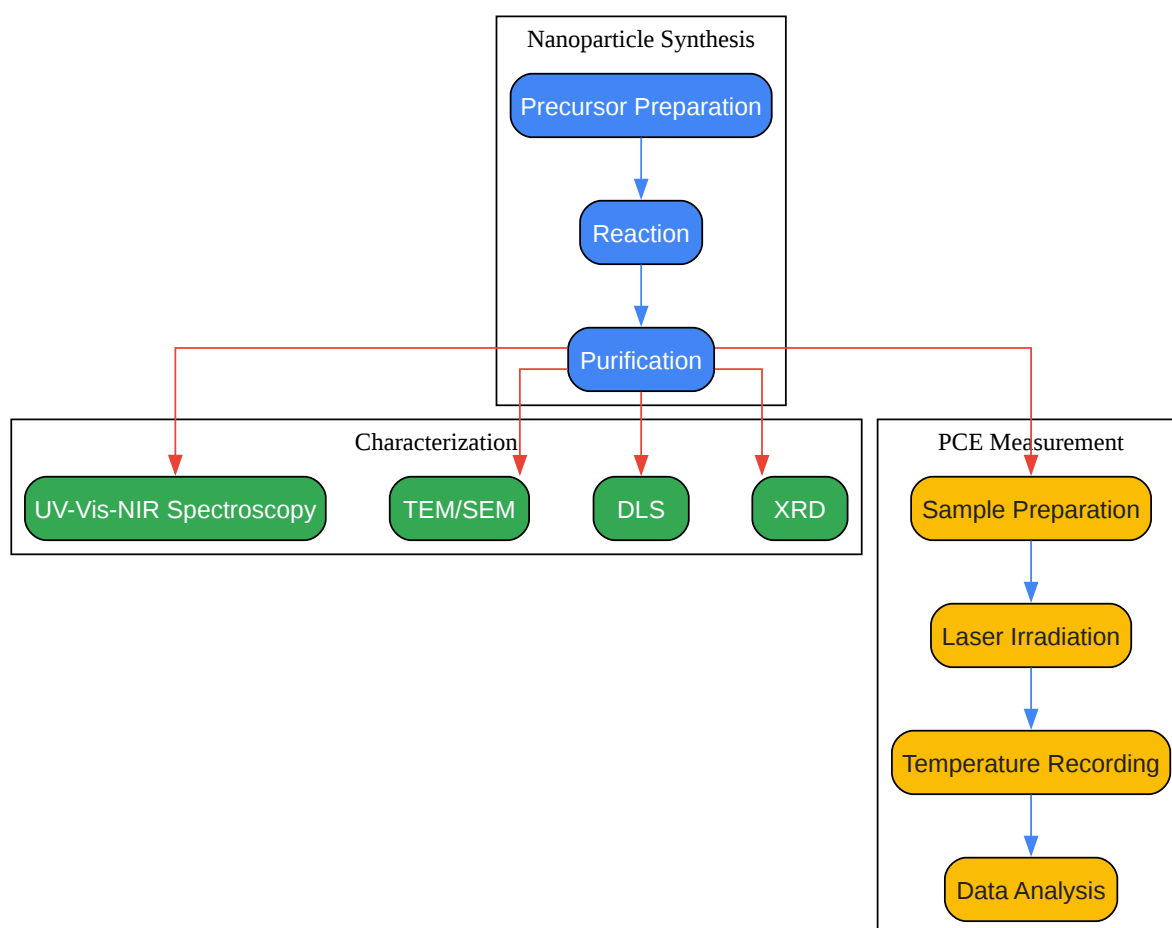 Nanoparticle Synthesis
Precursor Preparation
Reaction
Purification
Characterization
UV-Vis-NIR Spectroscopy
TEM/SEM
DLS
XRD
PCE Measurement
Sample Preparation
Laser Irradiation
Temperature Recording
Data Analysis